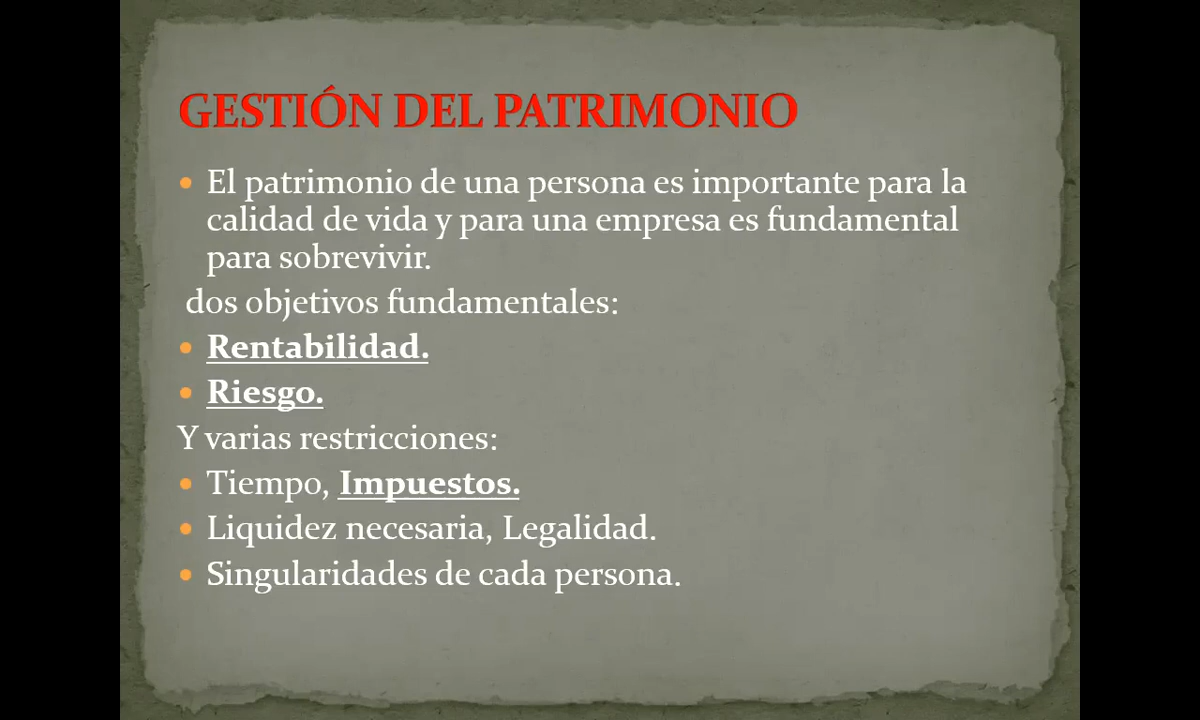 GESTIÓN DEL PATRIMONIO
El patrimonio de una persona es importante para la
calidad de vida y para una empresa es fundamental
para sobrevivir.
dos objetivos fundamentales:
Rentabilidad.
Riesgo.
Y varias restricciones:
Tiempo, Impuestos.
Liquidez necesaria, Legalidad.
Singularidades de cada persona.